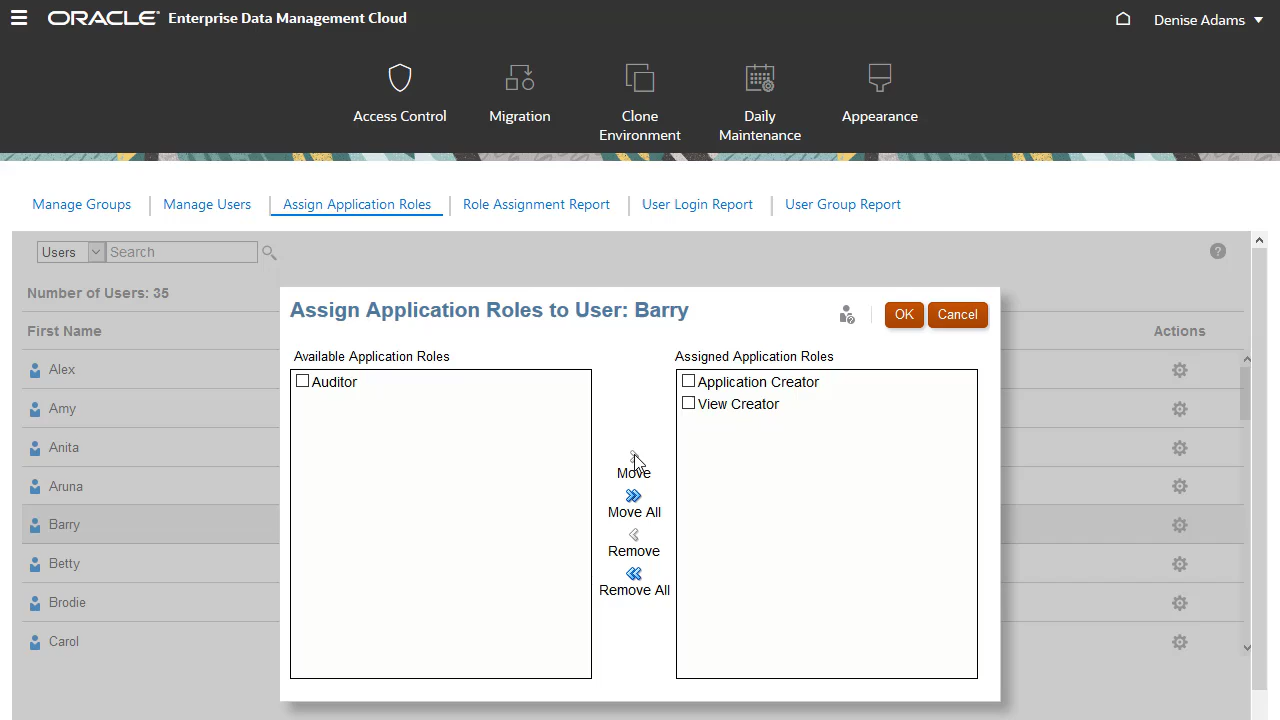 ORACLE® Enterprise Data Management Cloud
Denise Adams
Access Control
Migration
Clone
Environment
Daily
Maintenance
Appearance
Manage Groups
Manage Users
Assign Application Roles
Role Assignment Report
User Login Report
User Group Report
Users
Search
?
Number of Users: 35
First Name
Actions
Alex
Amy
Anita
Aruna
Barry
Betty
Brodie
Carol
Assign Application Roles to User: Barry
OK
Cancel
Available Application Roles
Auditor
Move
Move All
Remove
Remove All
Assigned Application Roles
Application Creator
View Creator